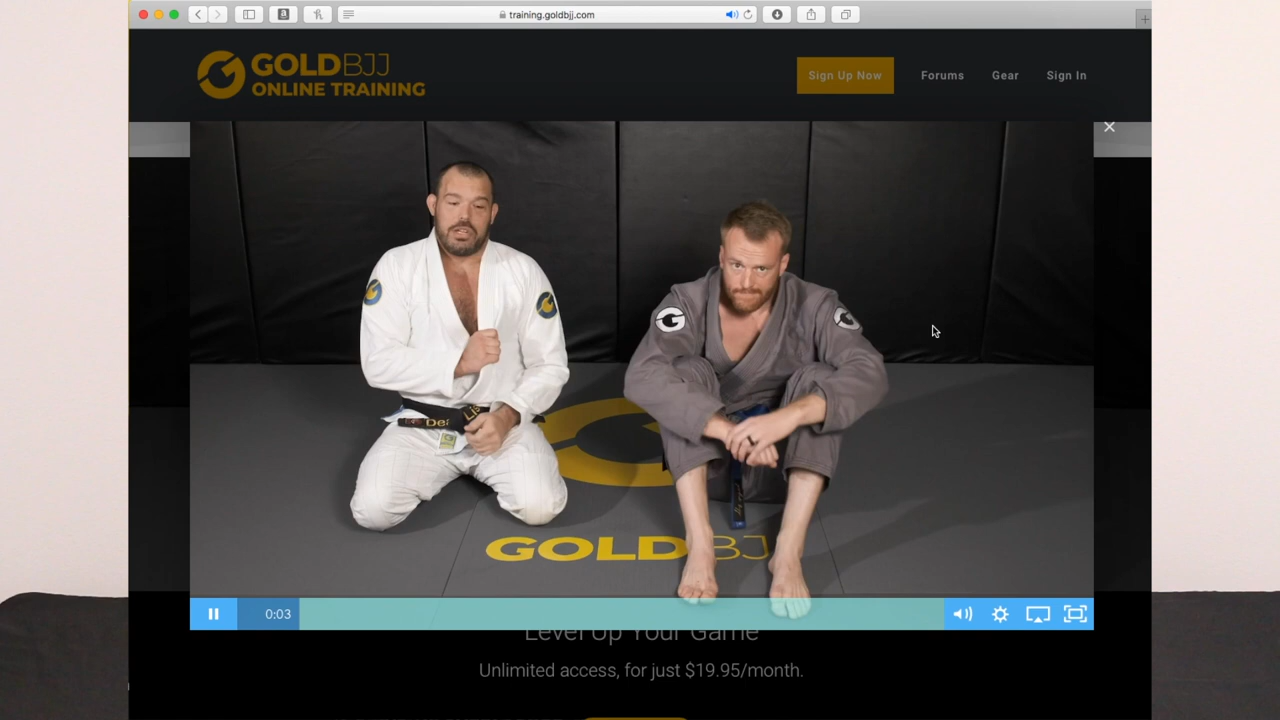 training.goldbjj.com
GOLDBJJ
ONLINE TRAINING
Sign Up Now
Forums
Gear
Sign In
GOLDBJ
0:03
Level Up Your Game
Unlimited access, for just $19.95/month.